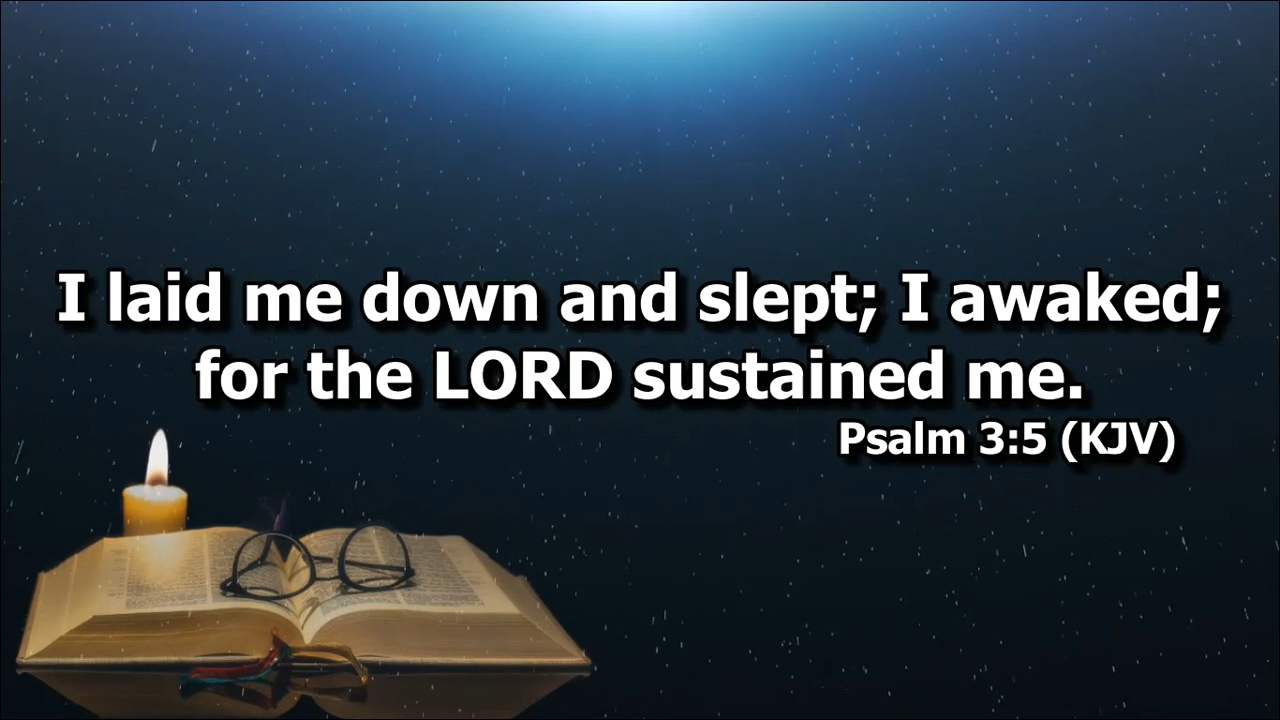 I laid me down and slept; I awaked;
for the LORD sustained me.
Psalm 3:5 (KJV)